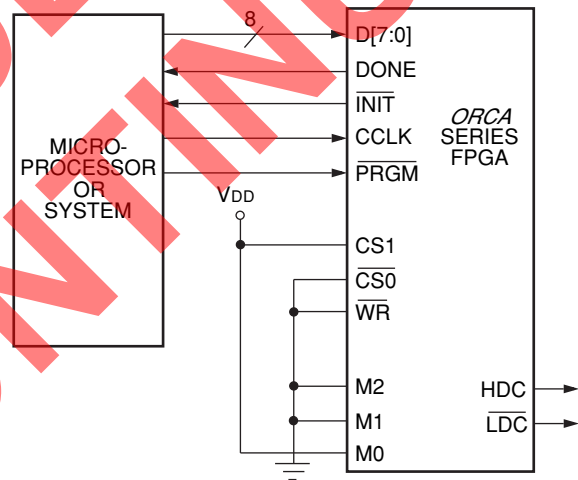 8
D[7:0]
DONE
INIT
CCLK
PRGM
MICRO-
PROCESSOR
OR
SYSTEM
ORCA
SERIES
FPGA
VDD
CS1
CS0
WR
M2
M1
M0
HDC
LDC